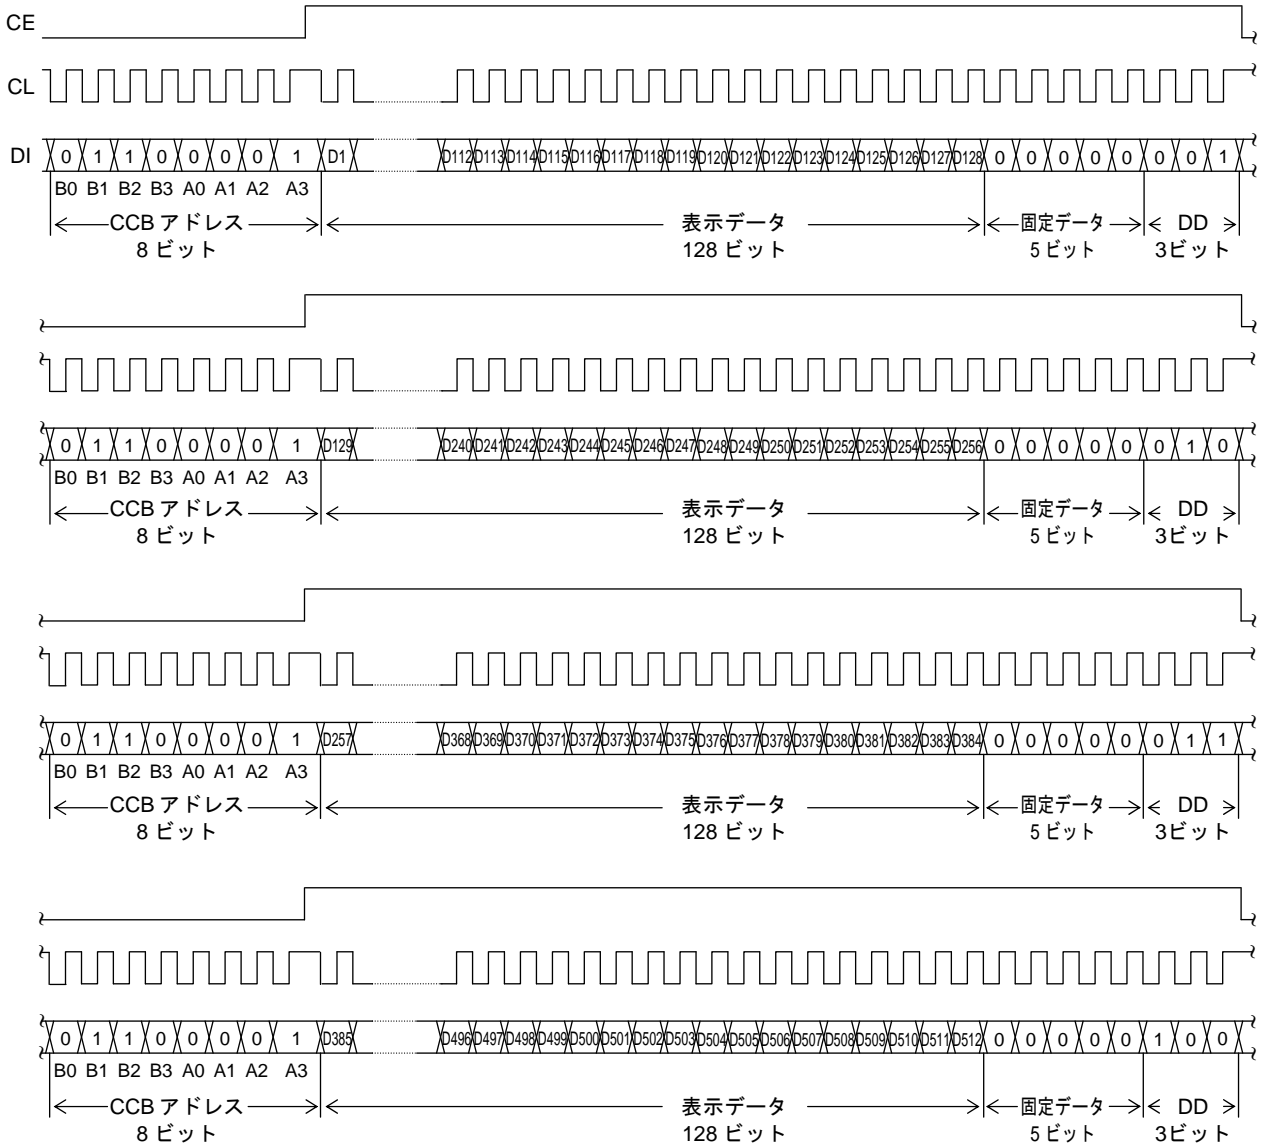 CE
CL
DI 0 1 1 0 0 0 0 1 D1 D112 D113 D114 D115 D116 D117 D118 D119 D120 D121 D122 D123 D124 D125 D126 D127 D128 0 0 0 0 0 0 0 1
B0 B1 B2 B3 A0 A1 A2 A3
CCB アドレス 表示データ 固定データ DD
8 ビット 128 ビット 5 ビット 3ビット
0 1 1 0 0 0 0 1 D129 D240 D241 D242 D243 D244 D245 D246 D247 D248 D249 D250 D251 D252 D253 D254 D255 D256 0 0 0 0 0 0 1 0
B0 B1 B2 B3 A0 A1 A2 A3
CCB アドレス 表示データ 固定データ DD
8 ビット 128 ビット 5 ビット 3ビット
0 1 1 0 0 0 0 1 D257 D368 D369 D370 D371 D372 D373 D374 D375 D376 D377 D378 D379 D380 D381 D382 D383 D384 0 0 0 0 0 0 1 1
B0 B1 B2 B3 A0 A1 A2 A3
CCB アドレス 表示データ 固定データ DD
8 ビット 128 ビット 5 ビット 3ビット
0 1 1 0 0 0 0 1 D385 D496 D497 D498 D499 D500 D501 D502 D503 D504 D505 D506 D507 D508 D509 D510 D511 D512 0 0 0 0 0 1 0 0
B0 B1 B2 B3 A0 A1 A2 A3
CCB アドレス 表示データ 固定データ DD
8 ビット 128 ビット 5 ビット 3ビット